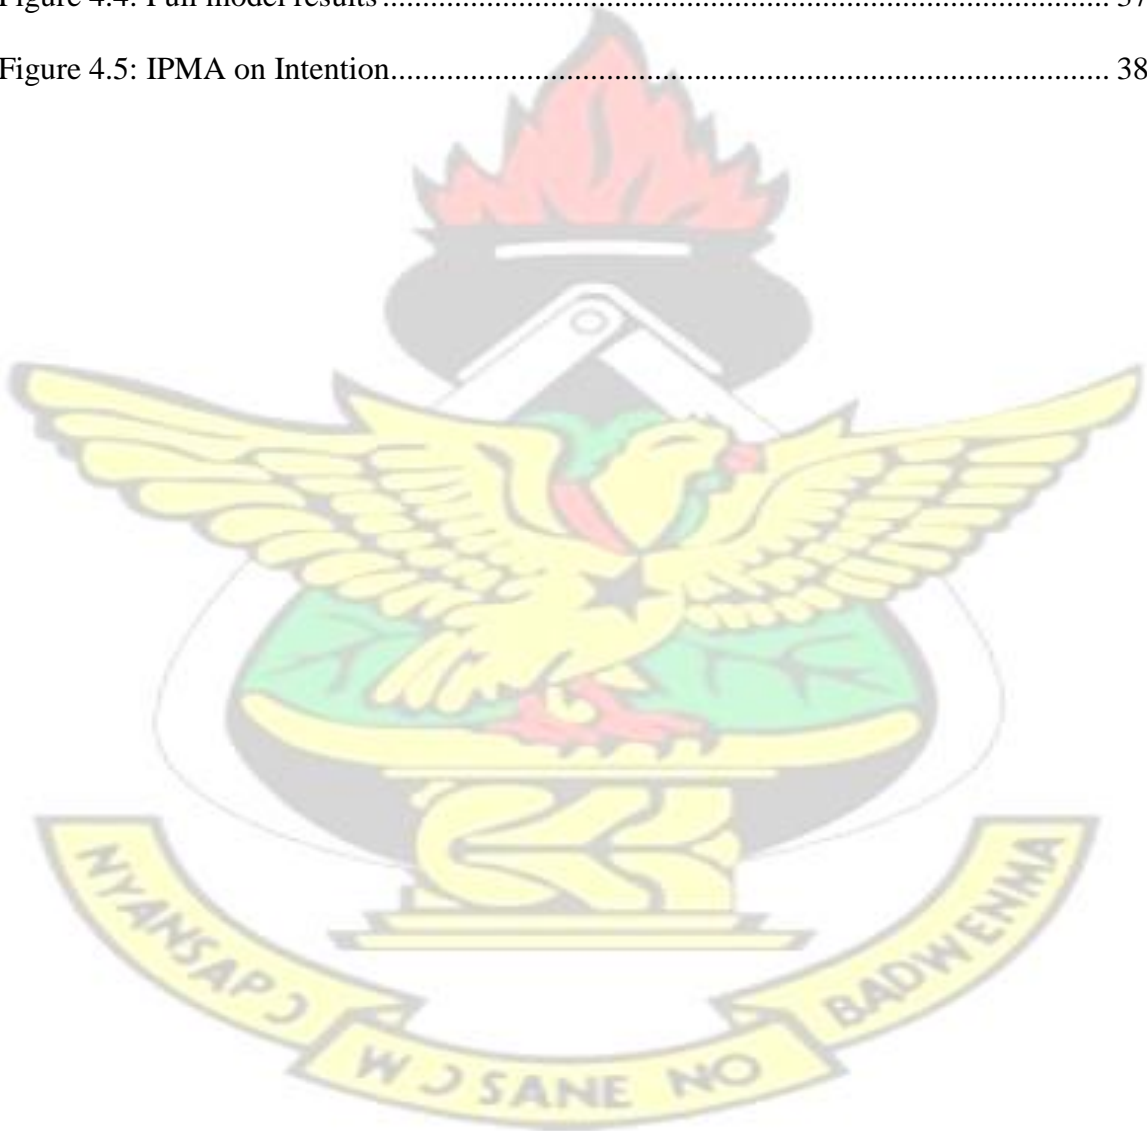 Figure 4.4: Full model results........................................................................................ 37
Figure 4.5: IPMA on Intention....................................................................................... 38
NYANSAPƆ
WƆSANE NO
BADWENMA